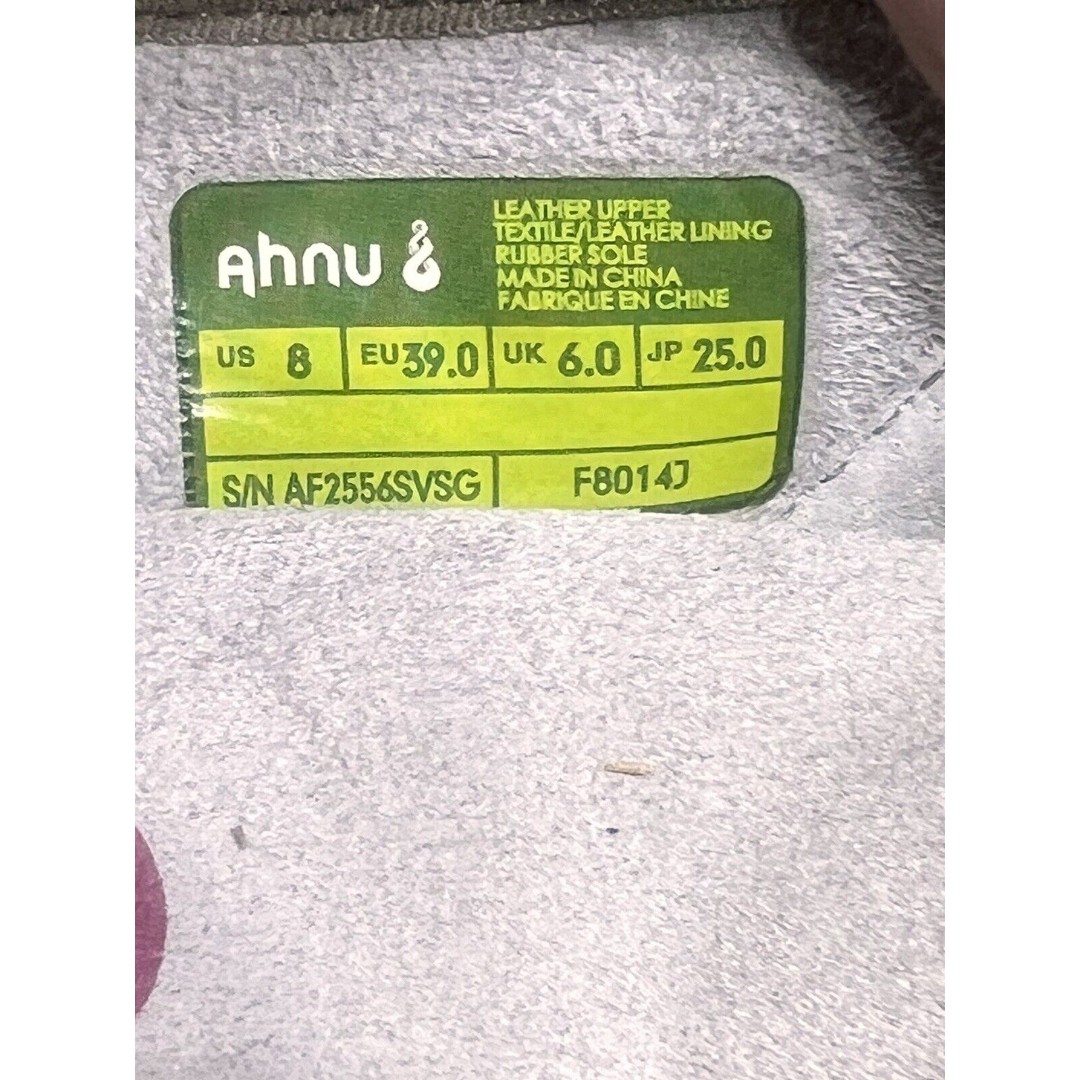 Ahnu
LEATHER UPPER
TEXTILE/LEATHER LINING
RUBBER SOLE
MADE IN CHINA
FABRIQUE EN CHINE
US 8 EU 39.0 UK 6.0 JP 25.0
S/N AF2556SVSG F8014J